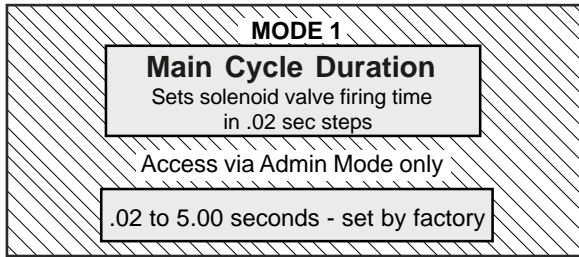 MODE 1
Main Cycle Duration
Sets solenoid valve firing time
in .02 sec steps
Access via Admin Mode only
.02 to 5.00 seconds - set by factory